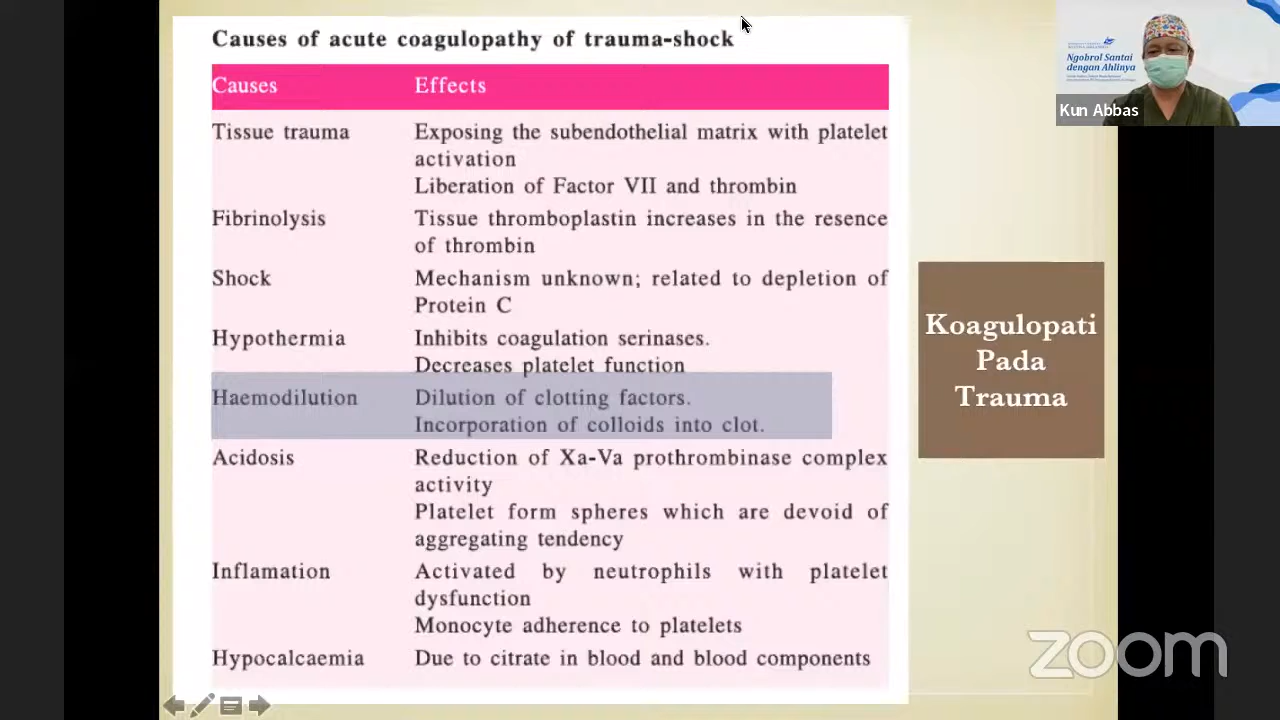 Causes of acute coagulopathy of trauma-shock
Causes Effects
Tissue trauma Exposing the subendothelial matrix with platelet
activation
Liberation of Factor VII and thrombin
Fibrinolysis Tissue thromboplastin increases in the resence
of thrombin
Shock Mechanism unknown; related to depletion of
Protein C
Hypothermia Inhibits coagulation serinases.
Decreases platelet function
Haemodilution Dilution of clotting factors.
Incorporation of colloids into clot.
Acidosis Reduction of Xa-Va prothrombinase complex
activity
Platelet form spheres which are devoid of
aggregating tendency
Inflamation Activated by neutrophils with platelet
dysfunction
Monocyte adherence to platelets
Hypocalcaemia Due to citrate in blood and blood components
Koagulopati
Pada
Trauma
Ngobrol Santai
dengan Ahlinya
Kun Abbas
zoom